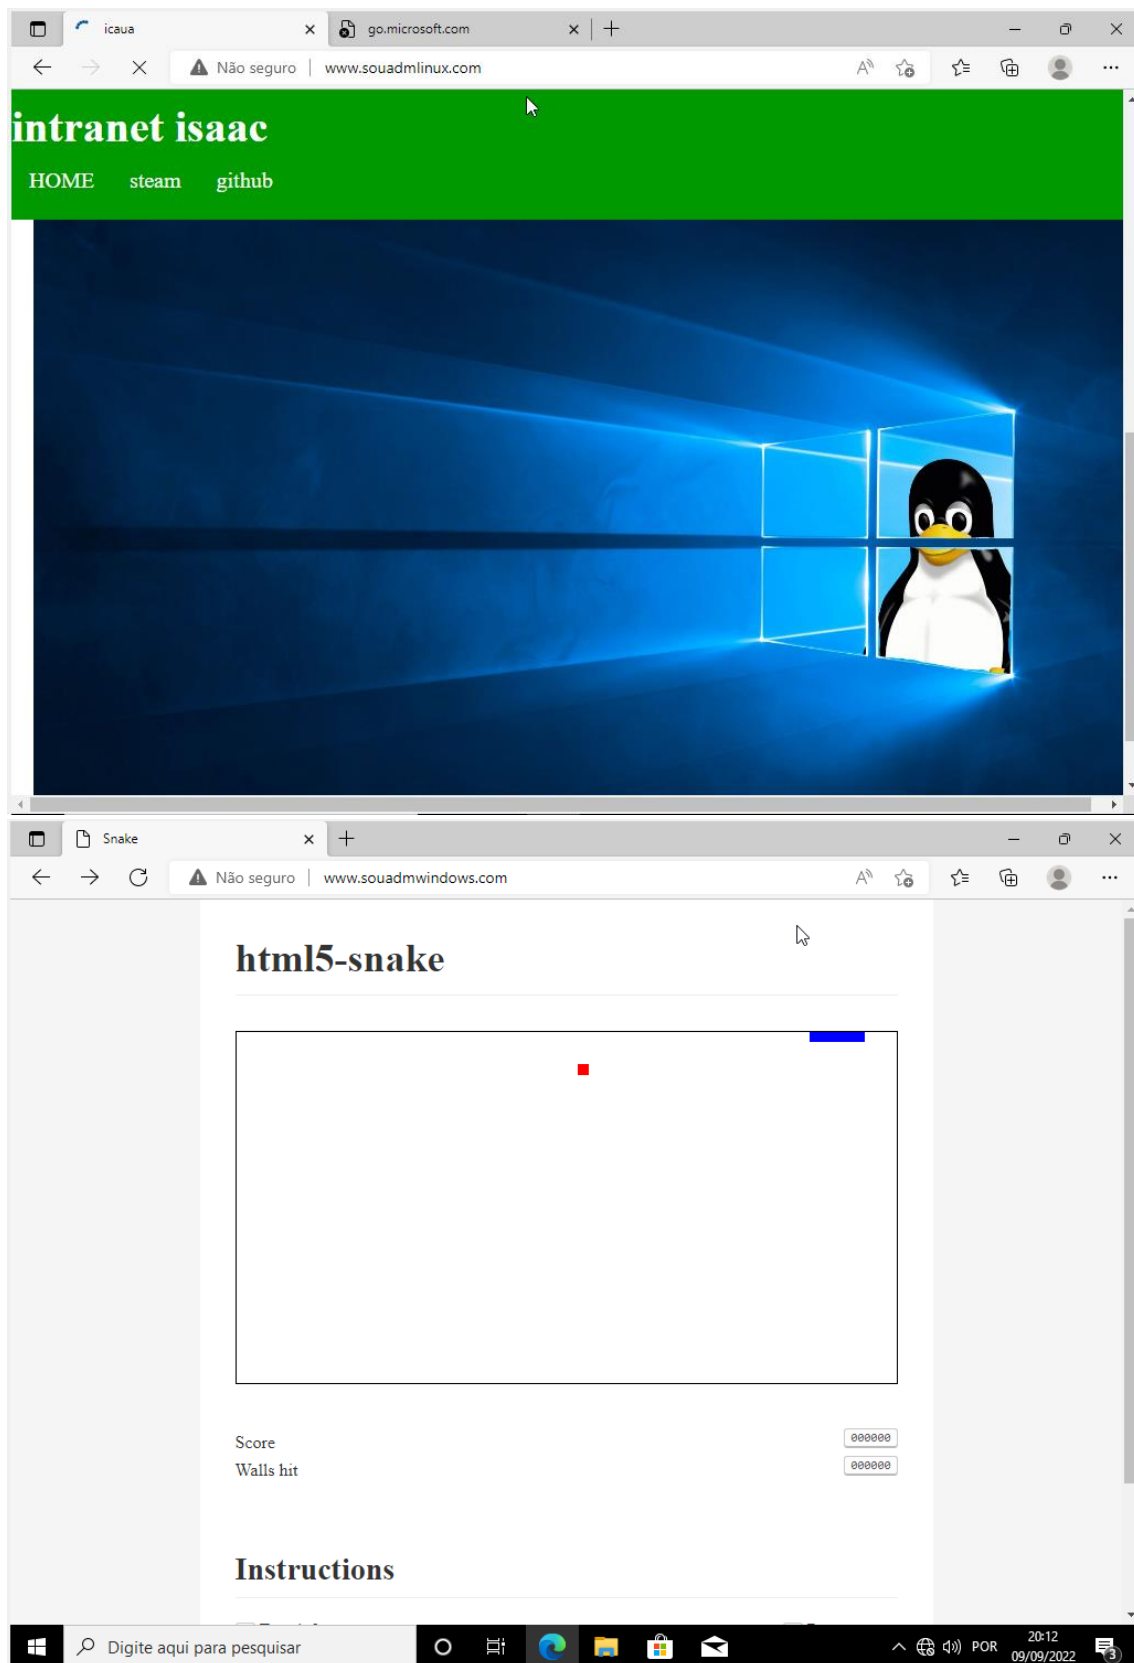 icaua
go.microsoft.com
Não seguro
www.souadmlinux.com
intranet isaac
HOME steam github
Snake
Não seguro
www.souadmwindows.com
html5-snake
Score 000000
Walls hit 000000
Instructions
Digite aqui para pesquisar
POR
20:12
09/09/2022
3